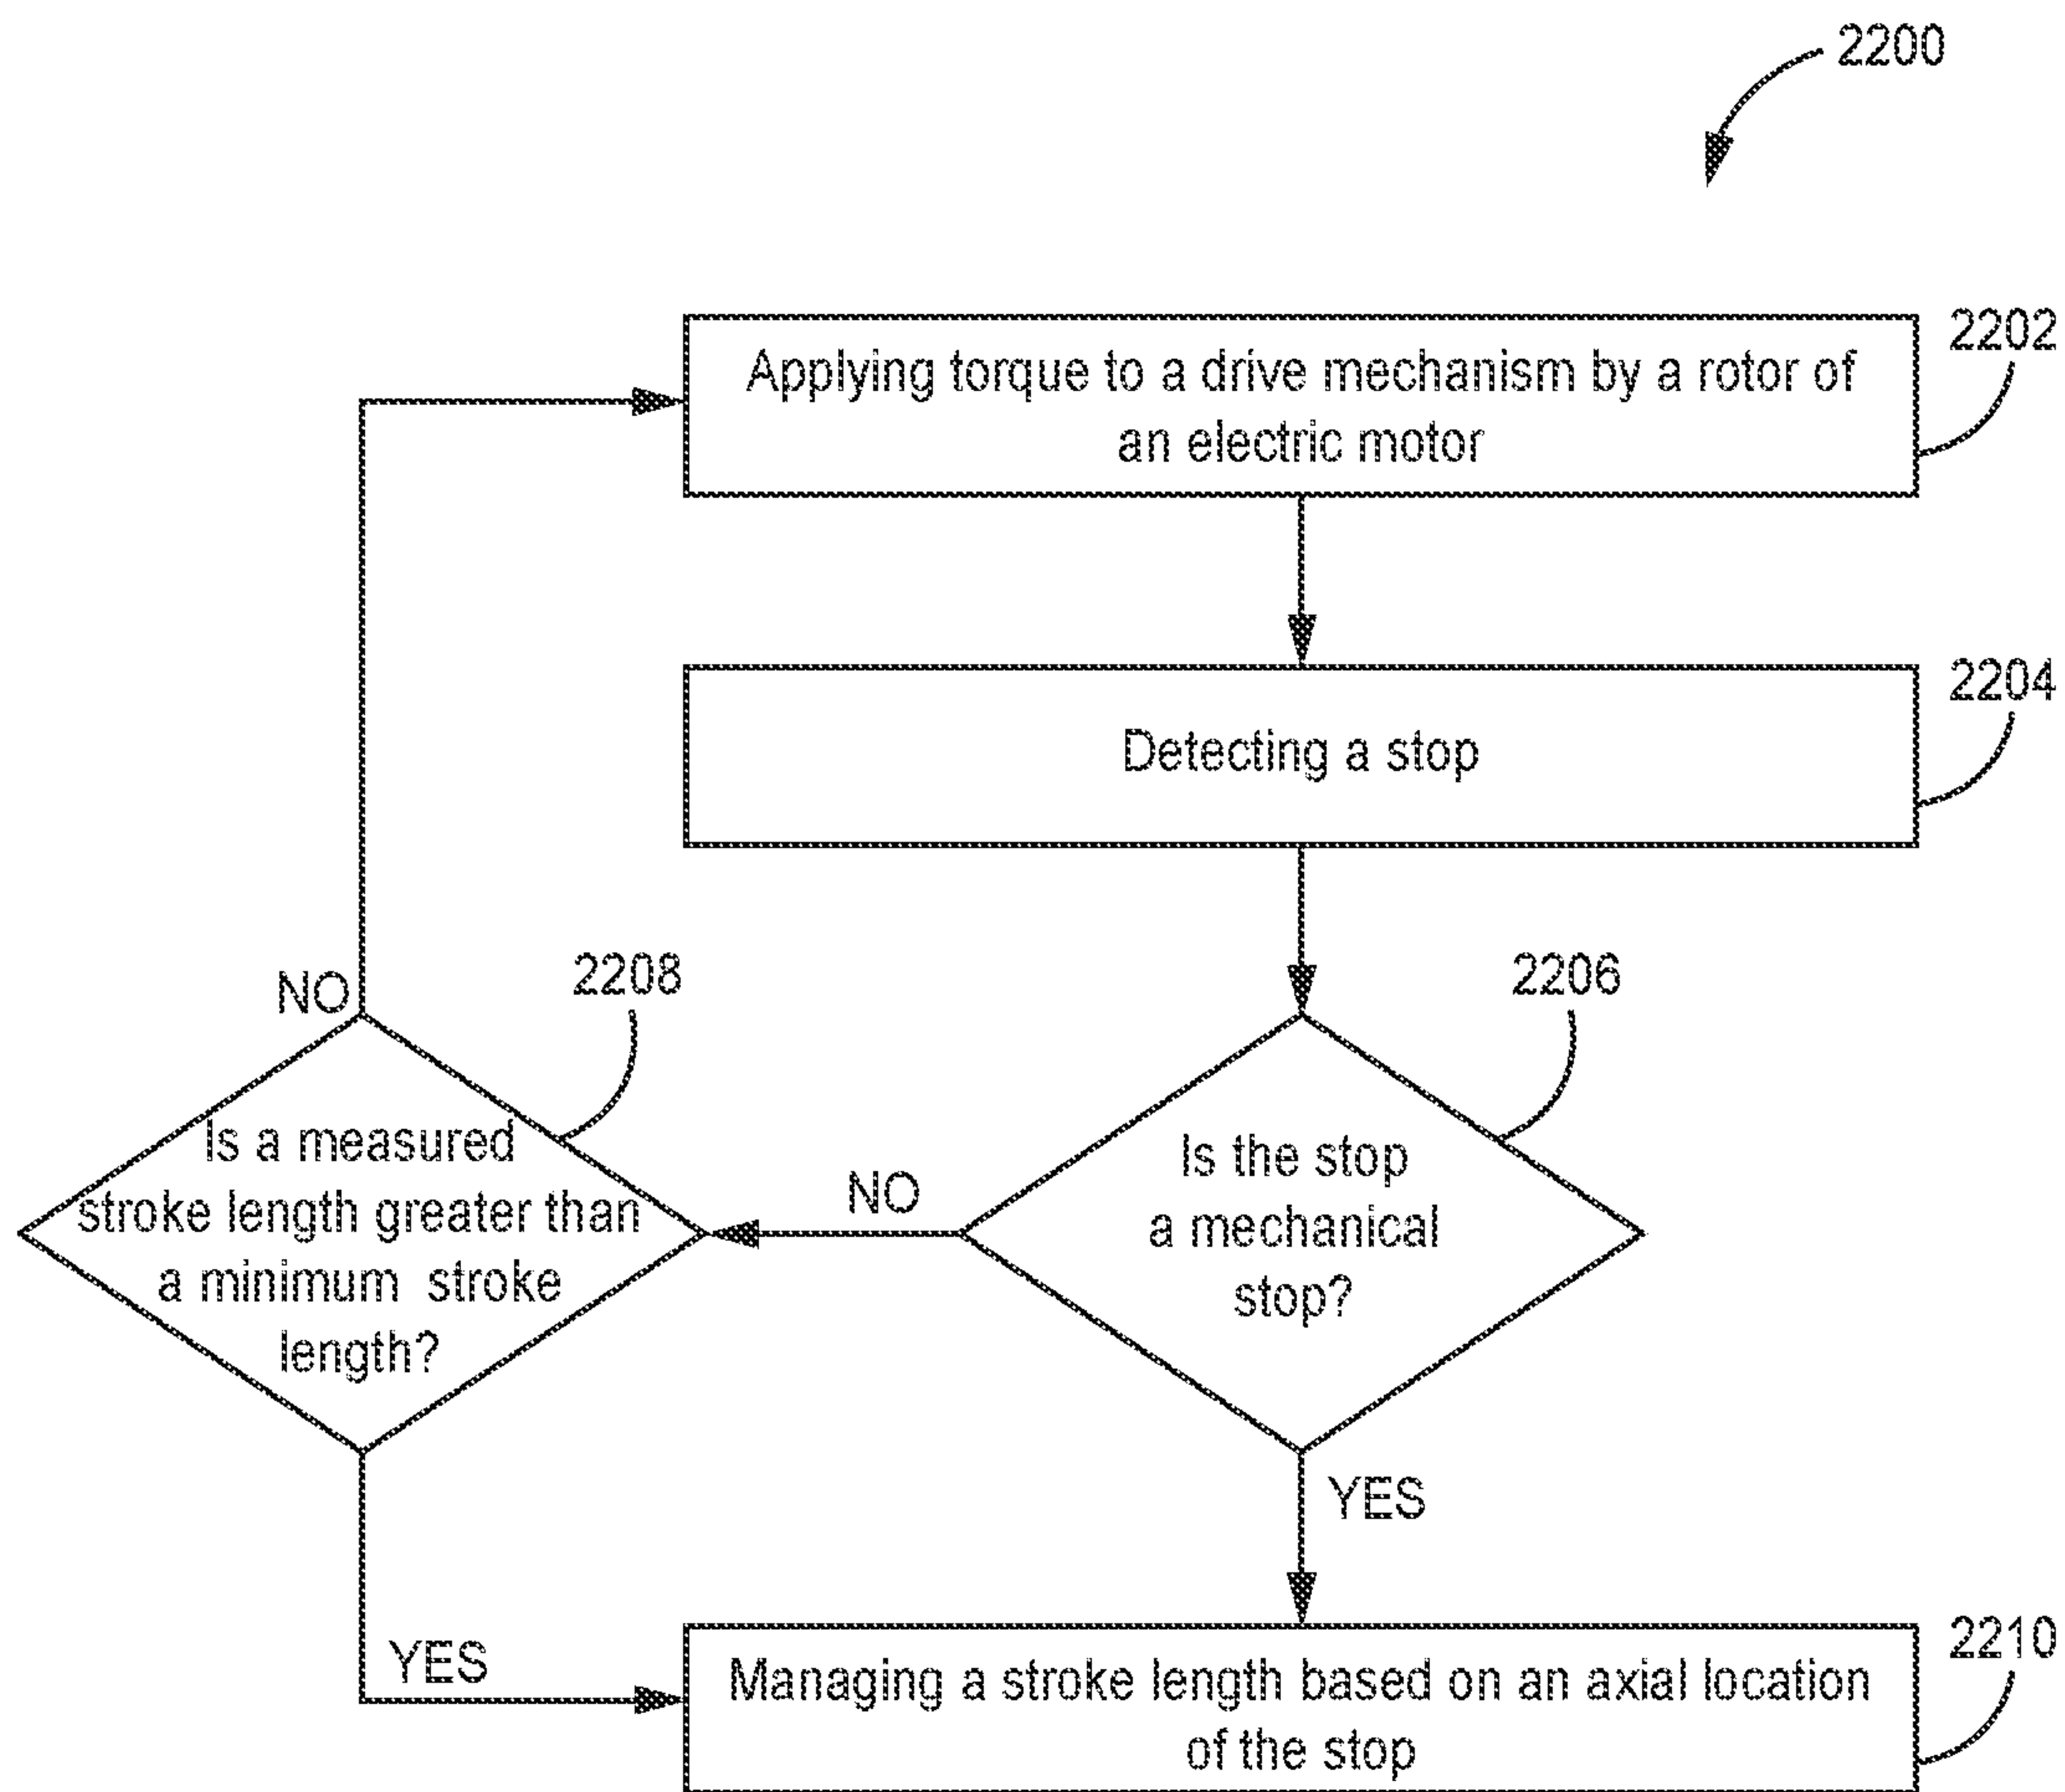 2200
2202
Applying torque to a drive mechanism by a rotor of
an electric motor
2204
Detecting a stop
2208
2206
NO
Is a measured
stroke length greater than
a minimum stroke
length?
NO
Is the stop
a mechanical
stop?
YES
YES
2210
Managing a stroke length based on an axial location
of the stop